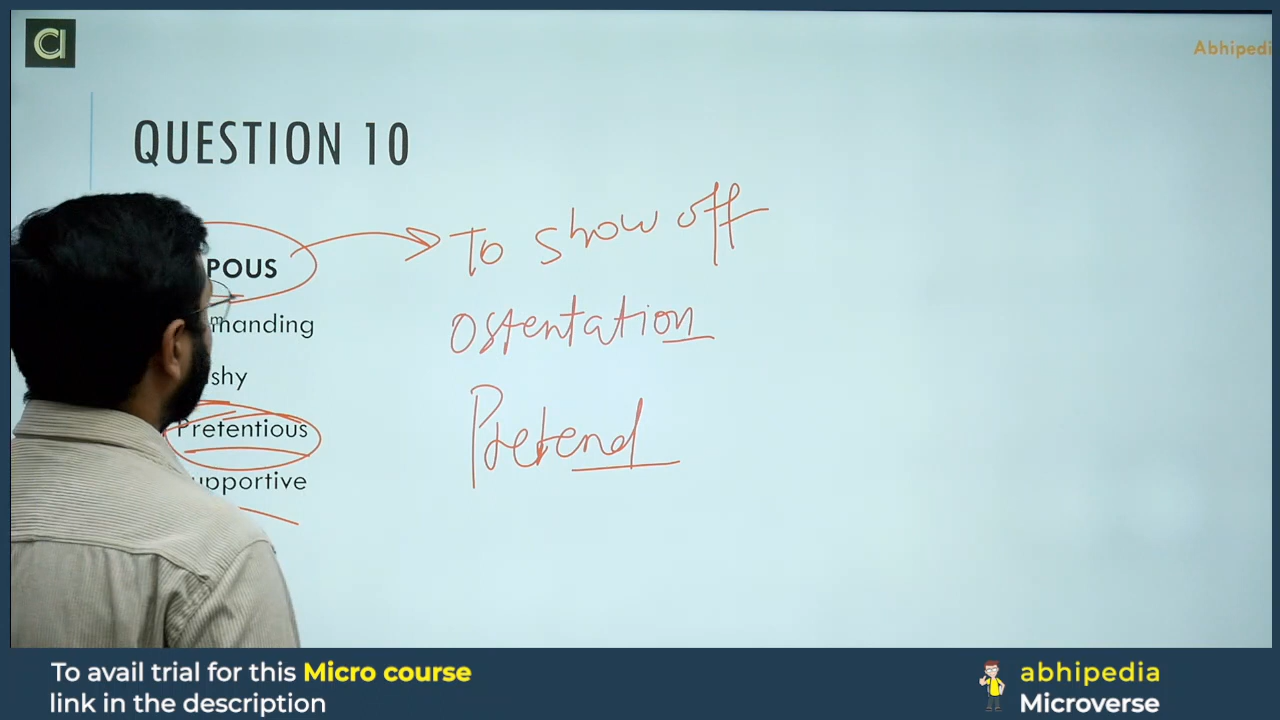 Abhipedi
QUESTION 10
POUS
To show off
manding
Ostentation
shy
Pretentious
Pretend
upportive
To avail trial for this Micro course
link in the description
abhipedia
Microverse